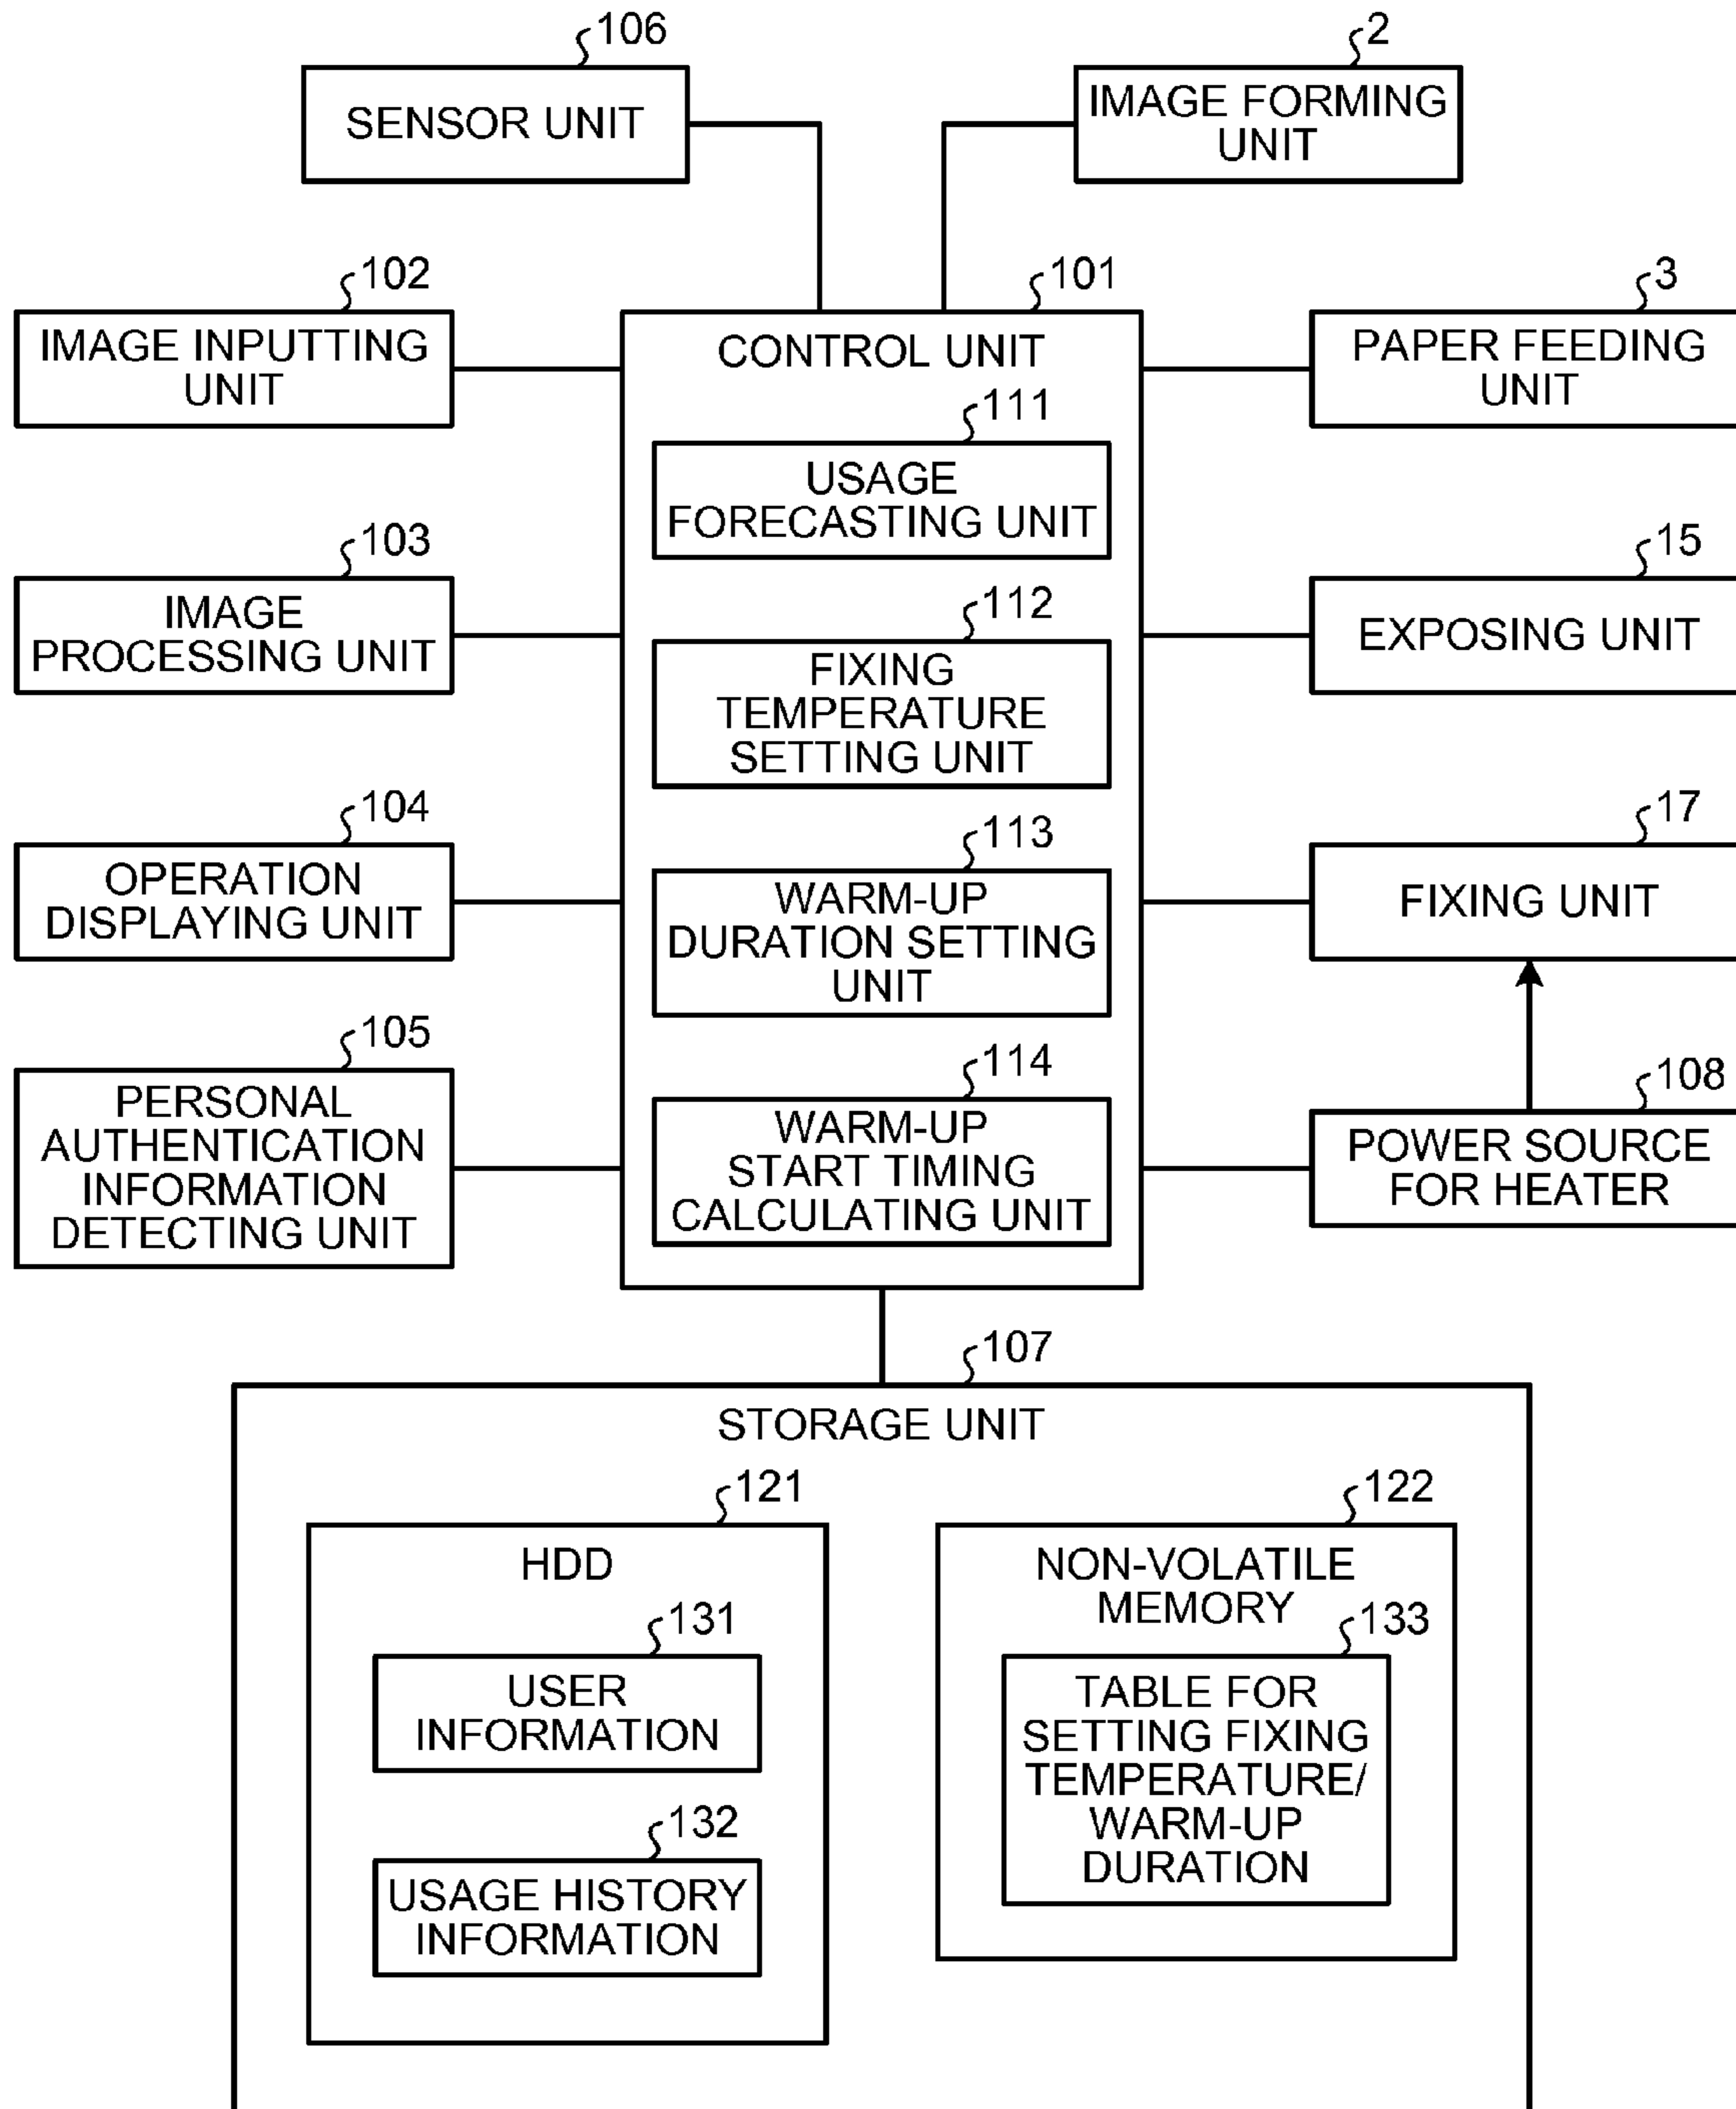 106
SENSOR UNIT
2
IMAGE FORMING
UNIT
102
IMAGE INPUTTING
UNIT
101
CONTROL UNIT
3
PAPER FEEDING
UNIT
111
USAGE
FORECASTING UNIT
103
IMAGE
PROCESSING UNIT
15
EXPOSING UNIT
112
FIXING
TEMPERATURE
SETTING UNIT
104
OPERATION
DISPLAYING UNIT
113
WARM-UP
DURATION SETTING
UNIT
17
FIXING UNIT
105
PERSONAL
AUTHENTICATION
INFORMATION
DETECTING UNIT
114
WARM-UP
START TIMING
CALCULATING UNIT
108
POWER SOURCE
FOR HEATER
107
STORAGE UNIT
121
HDD
131
USER
INFORMATION
132
USAGE HISTORY
INFORMATION
122
NON-VOLATILE
MEMORY
133
TABLE FOR
SETTING FIXING
TEMPERATURE/
WARM-UP
DURATION